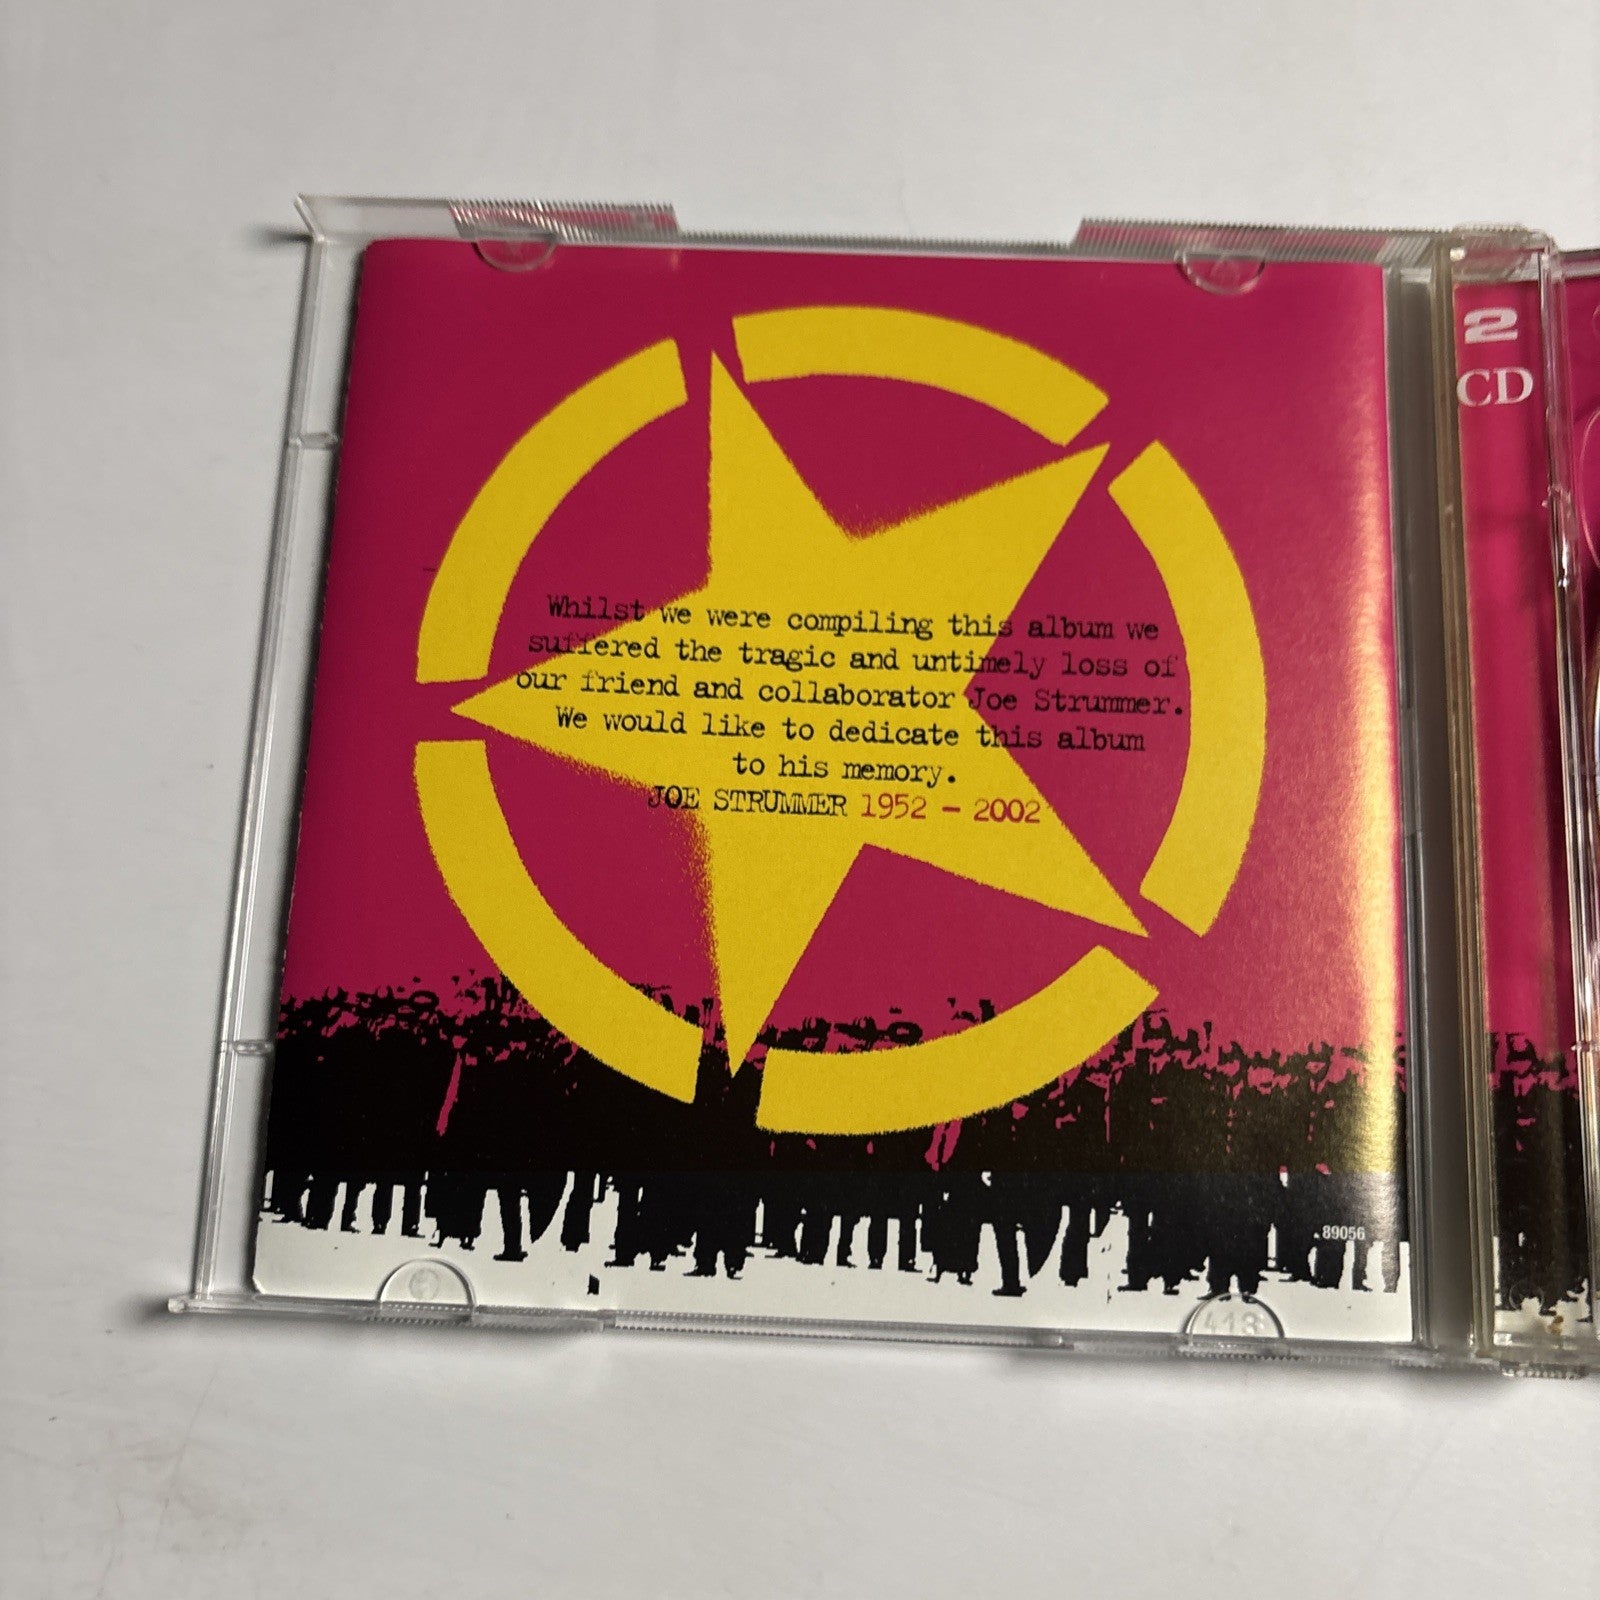 Whilst we were compiling this album we
suffered the tragic and untimely loss of
our friend and collaborator Joe Strummer.
We would like to dedicate this album
to his memory.
JOE STRUMMER 1952 - 2002
2
CD
89056
418